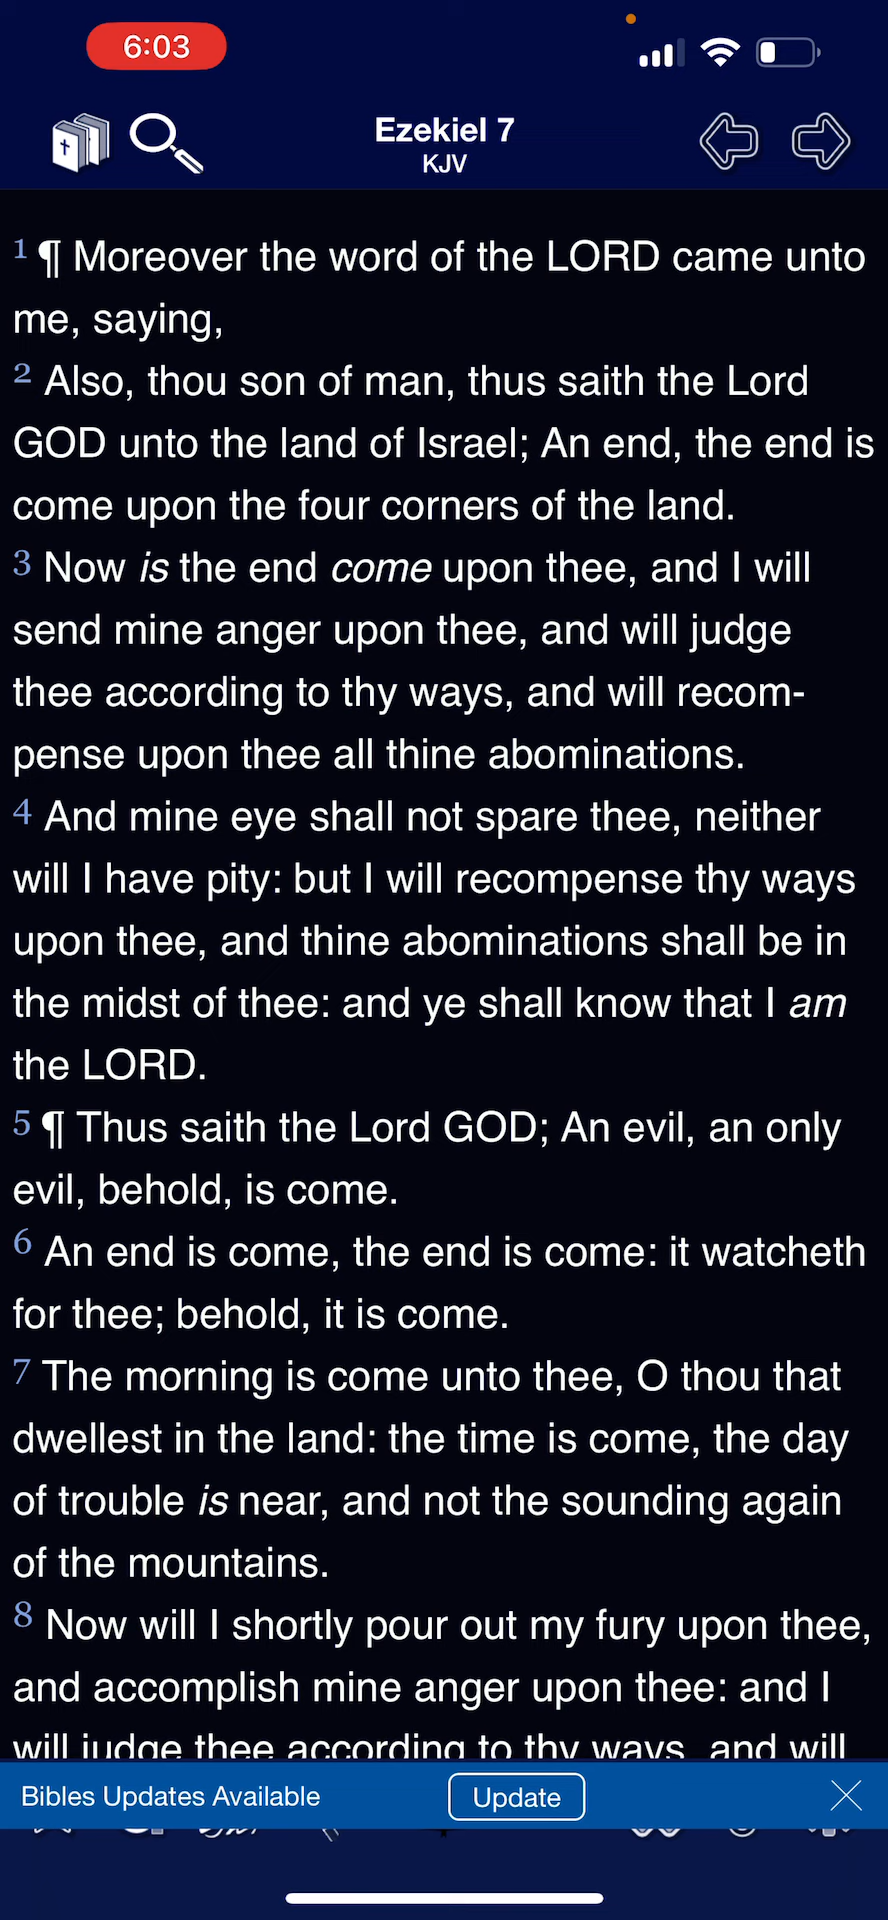 6:03
Ezekiel 7
KJV
1 ¶ Moreover the word of the LORD came unto
me, saying,
2 Also, thou son of man, thus saith the Lord
GOD unto the land of Israel; An end, the end is
come upon the four corners of the land.
3 Now is the end come upon thee, and I will
send mine anger upon thee, and will judge
thee according to thy ways, and will recom-
pense upon thee all thine abominations.
4 And mine eye shall not spare thee, neither
will I have pity: but I will recompense thy ways
upon thee, and thine abominations shall be in
the midst of thee: and ye shall know that I am
the LORD.
5 ¶ Thus saith the Lord GOD; An evil, an only
evil, behold, is come.
6 An end is come, the end is come: it watcheth
for thee; behold, it is come.
7 The morning is come unto thee, O thou that
dwellest in the land: the time is come, the day
of trouble is near, and not the sounding again
of the mountains.
8 Now will I shortly pour out my fury upon thee,
and accomplish mine anger upon thee: and I
will judge thee according to thy ways, and will
Bibles Updates Available
Update